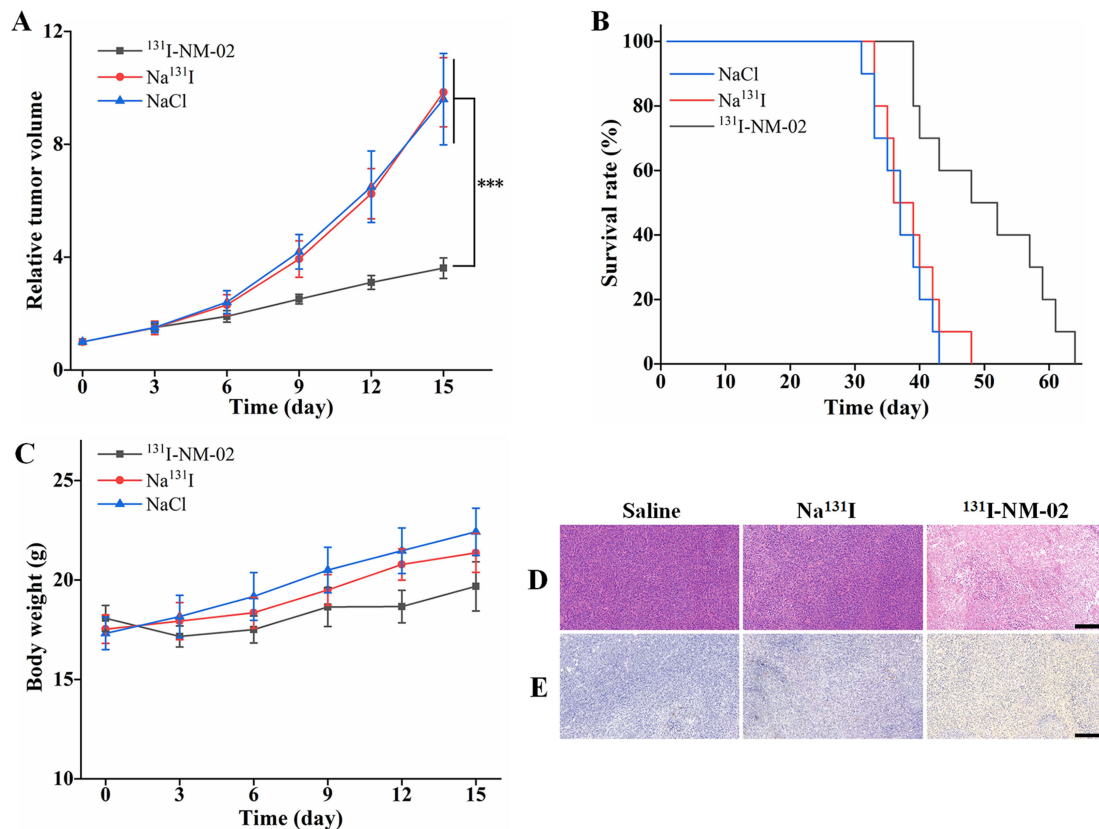 A
¹³¹I-NM-02
Na¹³¹I
NaCl
Relative tumor volume
12
8
4
0
***
0 3 6 9 12 15
Time (day)
B
NaCl
Na¹³¹I
¹³¹I-NM-02
Survival rate (%)
100
80
60
40
20
0
0 10 20 30 40 50 60
Time (day)
C
¹³¹I-NM-02
Na¹³¹I
NaCl
Body weight (g)
25
20
15
10
0 3 6 9 12 15
Time (day)
Saline Na¹³¹I ¹³¹I-NM-02
D
E